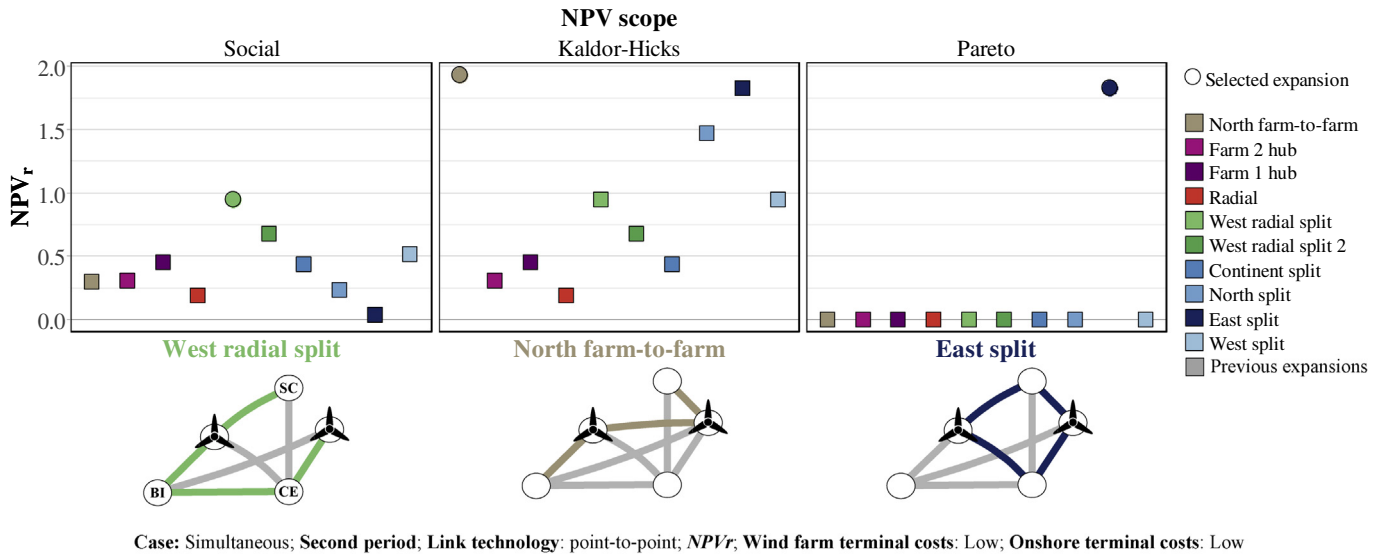 NPV scope
Social
Kaldor-Hicks
Pareto
NPVr
2.0
1.5
1.0
0.5
0.0
Selected expansion
North farm-to-farm
Farm 2 hub
Farm 1 hub
Radial
West radial split
West radial split 2
Continent split
North split
East split
West split
Previous expansions
West radial split
North farm-to-farm
East split
SC
BI
CE
Case: Simultaneous; Second period; Link technology: point-to-point; NPVr; Wind farm terminal costs: Low; Onshore terminal costs: Low